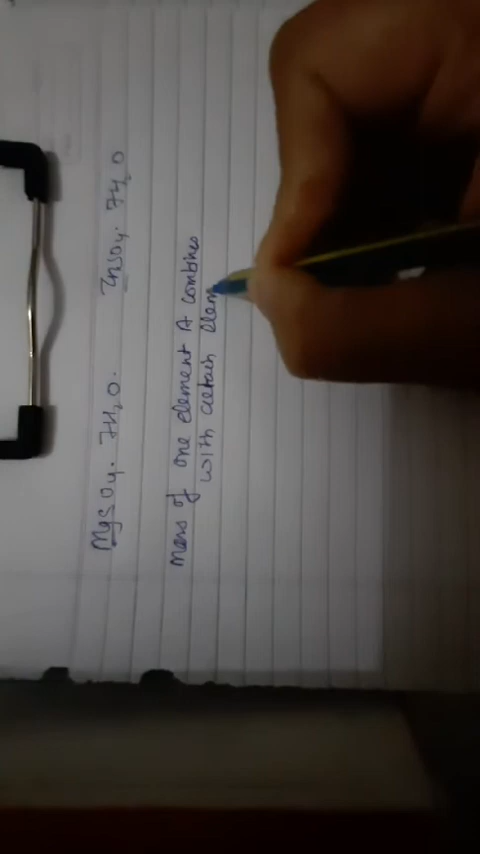 MgSO4. 7H2O. ZnSO4. 7H2O
Mass of one element A combines
with certain elem